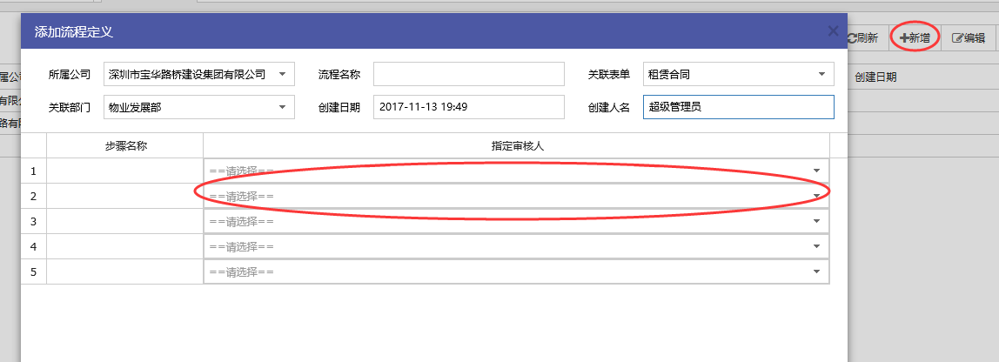 添加流程定义
刷新
新增
编辑
所属公司 深圳市宝华路桥建设集团有限公司 流程名称 关联表单 租赁合同
属公司
创建日期
关联部门 物业发展部 创建日期 2017-11-13 19:49 创建人名 超级管理员
有限公
路有限
步骤名称 指定审核人
1 ==请选择==
2 ==请选择==
3 ==请选择==
4 ==请选择==
5 ==请选择==